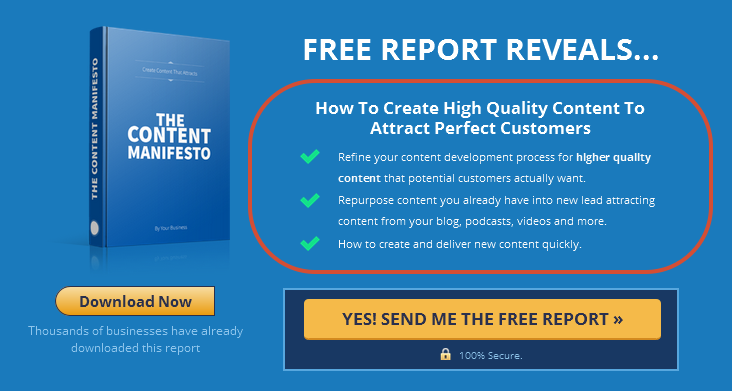 FREE REPORT REVEALS...
Create Content That Attracts
THE
CONTENT
MANIFESTO
THE CONTENT MANIFESTO
By Your Business
How To Create High Quality Content To
Attract Perfect Customers
Refine your content development process for higher quality
content that potential customers actually want.
Repurpose content you already have into new lead attracting
content from your blog, podcasts, videos and more.
How to create and deliver new content quickly.
Download Now
Thousands of businesses have already
downloaded this report
YES! SEND ME THE FREE REPORT »
100% Secure.